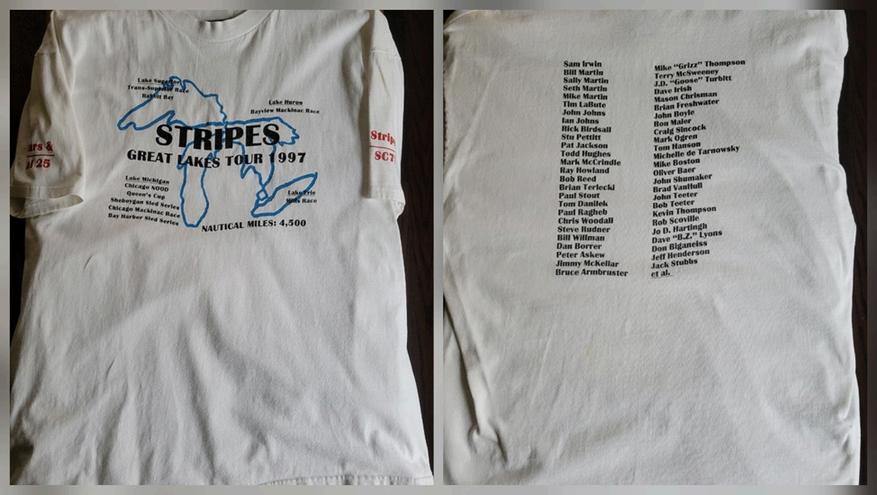 Lake Superior
Trans-Superior Race
Rabbit Bay
Lake Huron
Bayview Mackinac Race
STRIPES
GREAT LAKES TOUR 1997
Lake Michigan
Chicago NOOD
Queen's Cup
Sheboygan Sled Series
Chicago Mackinac Race
Bay Harbor Sled Series
Lake Erie
Mills Race
NAUTICAL MILES: 4,500
ars &
25
Strip
SC7
Sam Irwin
Bill Martin
Sally Martin
Seth Martin
Mike Martin
Tim LaBute
John Johns
Ian Johns
Rick Birdsall
Stu Pettitt
Pat Jackson
Todd Hughes
Mark McCrindle
Ray Howland
Bob Reed
Brian Terlecki
Paul Stout
Tom Danilek
Paul Ragheb
Chris Woodall
Steve Rudner
Bill Willman
Dan Borrer
Peter Askew
Jimmy McKellar
Bruce Armbruster
Mike "Grizz" Thompson
Terry McSweeney
J.D. "Goose" Turbitt
Dave Irish
Mason Chrisman
Brian Freshwater
John Boyle
Ron Maier
Craig Sincock
Mark Ogren
Tom Hanson
Michelle de Tarnowsky
Mike Boston
Oliver Baer
John Shumaker
Brad VanHull
John Teeter
Bob Teeter
Kevin Thompson
Rob Scoville
Jo D. Hartingh
Dave "B.Z." Lyons
Don Biganeiss
Jeff Henderson
Jack Stubbs
et al.